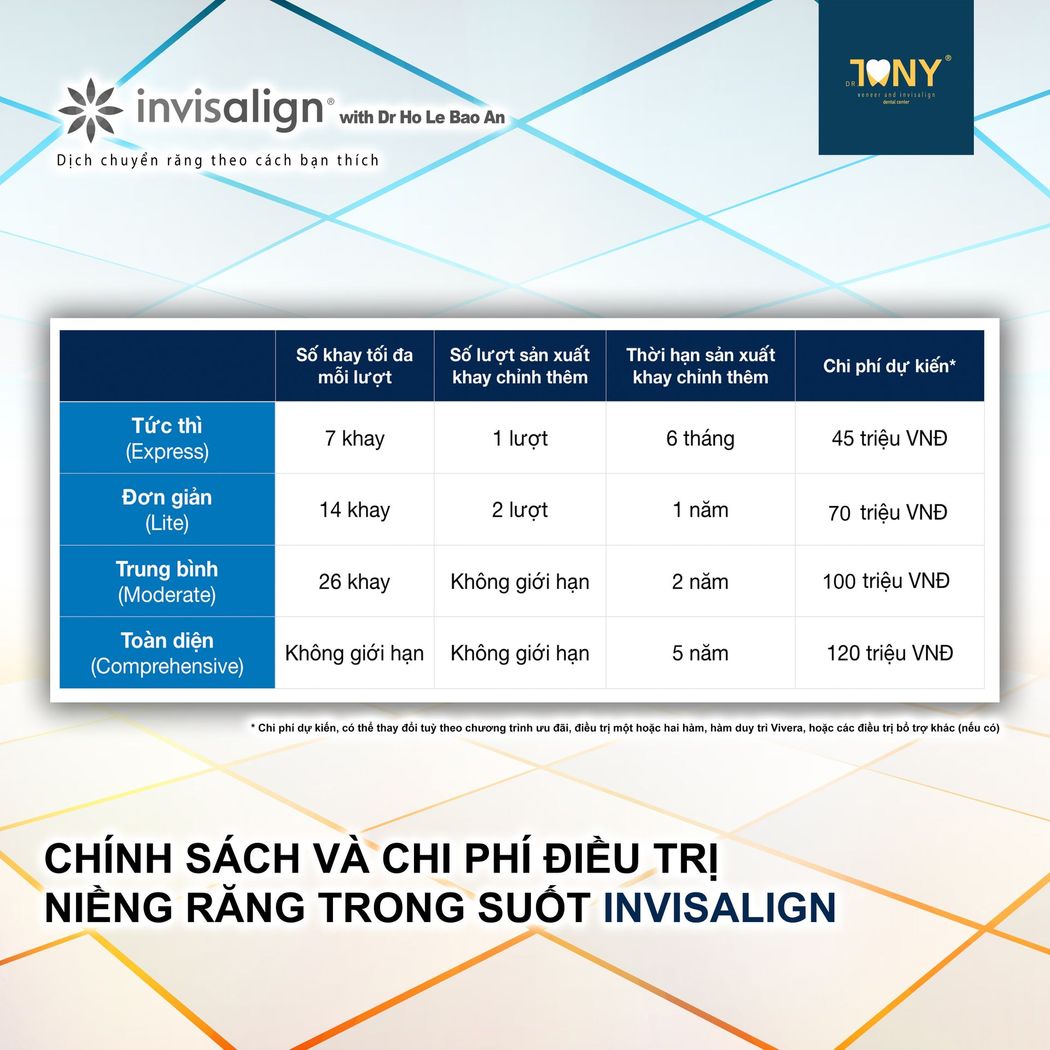 invisalign® with Dr Ho Le Bao An
Dịch chuyển răng theo cách bạn thích
DR TONY®
veneer and invisalign
dental center
Số khay tối đa mỗi lượt
Số lượt sản xuất khay chỉnh thêm
Thời hạn sản xuất khay chỉnh thêm
Chi phí dự kiến*
Tức thì (Express)
7 khay
1 lượt
6 tháng
45 triệu VNĐ
Đơn giản (Lite)
14 khay
2 lượt
1 năm
70 triệu VNĐ
Trung bình (Moderate)
26 khay
Không giới hạn
2 năm
100 triệu VNĐ
Toàn diện (Comprehensive)
Không giới hạn
Không giới hạn
5 năm
120 triệu VNĐ
* Chi phí dự kiến, có thể thay đổi tuỳ theo chương trình ưu đãi, điều trị một hoặc hai hàm, hàm duy trì Vivera, hoặc các điều trị bổ trợ khác (nếu có)
CHÍNH SÁCH VÀ CHI PHÍ ĐIỀU TRỊ
NIỀNG RĂNG TRONG SUỐT INVISALIGN